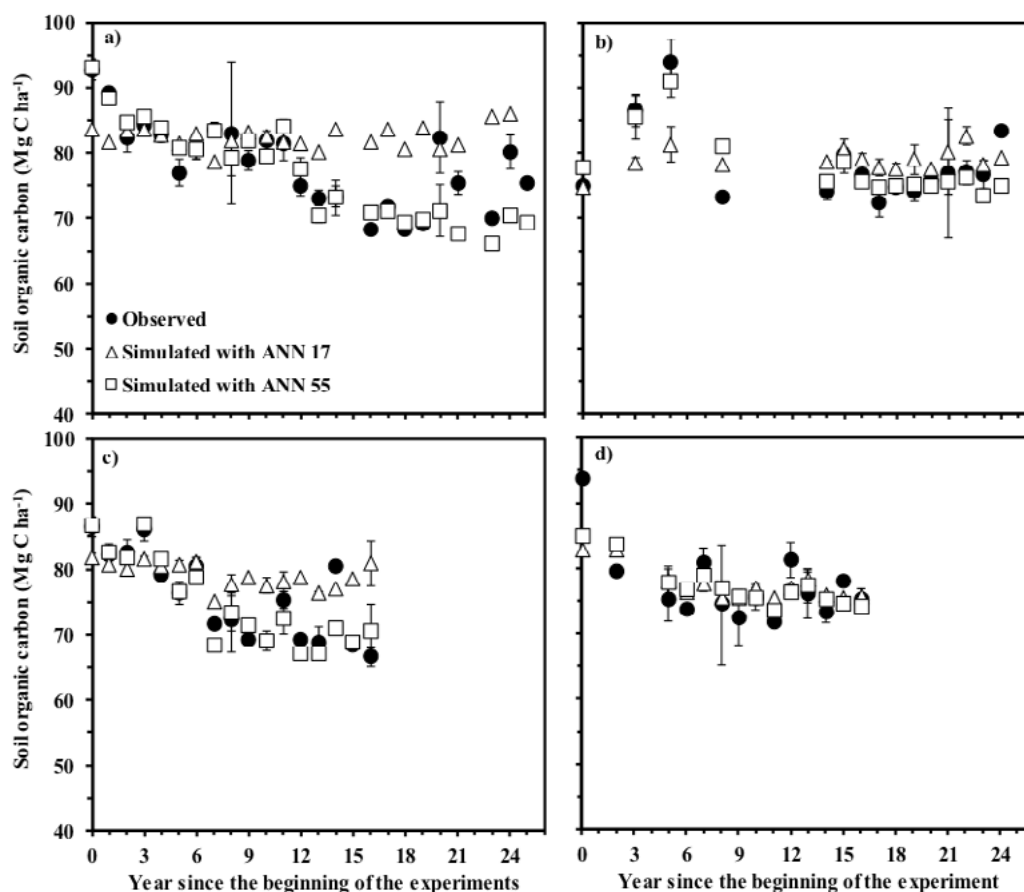 100
90
80
70
60
50
40
Soil organic carbon (Mg C ha⁻¹)
a)
Observed
Simulated with ANN 17
Simulated with ANN 55
b)
100
90
80
70
60
50
40
Soil organic carbon (Mg C ha⁻¹)
c)
0 3 6 9 12 15 18 21 24
Year since the beginning of the experiments
d)
0 3 6 9 12 15 18 21 24
Year since the beginning of the experiment